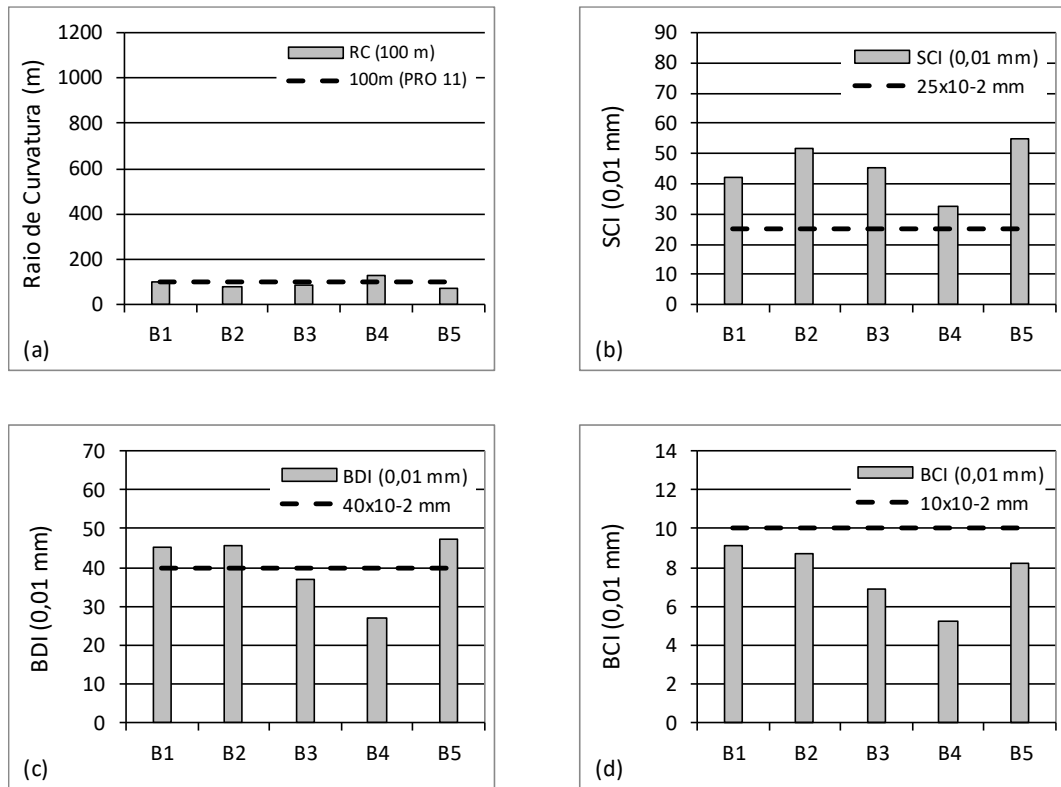 Raio de Curvatura (m)
1200
1000
800
600
400
200
0
RC (100 m)
100m (PRO 11)
B1 B2 B3 B4 B5
(a)
SCI (0,01 mm)
90
80
70
60
50
40
30
20
10
0
SCI (0,01 mm)
25x10-2 mm
B1 B2 B3 B4 B5
(b)
BDI (0,01 mm)
70
60
50
40
30
20
10
0
BDI (0,01 mm)
40x10-2 mm
B1 B2 B3 B4 B5
(c)
BCI (0,01 mm)
14
12
10
8
6
4
2
0
BCI (0,01 mm)
10x10-2 mm
B1 B2 B3 B4 B5
(d)